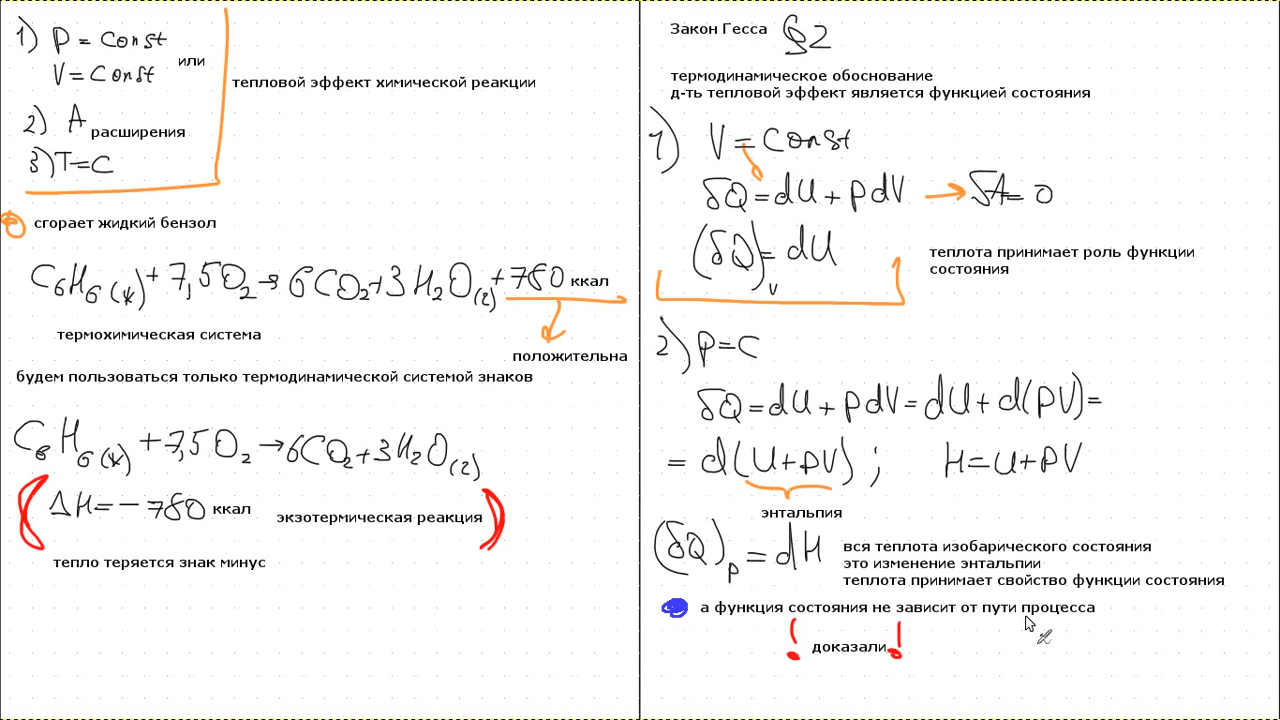 1) P = const
или
V = const
тепловой эффект химической реакции
2) A расширения
3) T=C
сгорает жидкий бензол
C₆H₆(ж) + 7,5O₂ → 6CO₂ + 3H₂O(г) + 780 ккал
термохимическая система
положительна
будем пользоваться только термодинамической системой знаков
C₆H₆(ж) + 7,5O₂ → 6CO₂ + 3H₂O(г)
(ΔH = – 780 ккал экзотермическая реакция)
тепло теряется знак минус
Закон Гесса §2
термодинамическое обоснование
д-ть тепловой эффект является функцией состояния
1) V = const
δQ = dU + pdV → δA = 0
(δQ)ᵥ = dU
теплота принимает роль функции
состояния
2) P=C
δQ = dU + pdV = dU + d(pV) =
= d(U+pV) ; H = U + pV
энтальпия
(δQ)ₚ = dH
вся теплота изобарического состояния
это изменение энтальпии
теплота принимает свойство функции состояния
а функция состояния не зависит от пути процесса
! доказали !